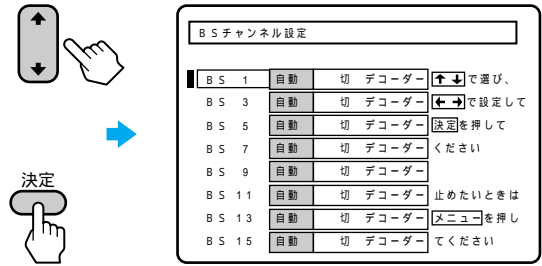 決定
BSチャンネル設定
BS 1 自動 切 デコーダー ↑↓で選び、
BS 3 自動 切 デコーダー ←→で設定して
BS 5 自動 切 デコーダー 決定を押して
BS 7 自動 切 デコーダー ください
BS 9 自動 切 デコーダー
BS 11 自動 切 デコーダー 止めたいときは
BS 13 自動 切 デコーダー メニューを押し
BS 15 自動 切 デコーダー てください